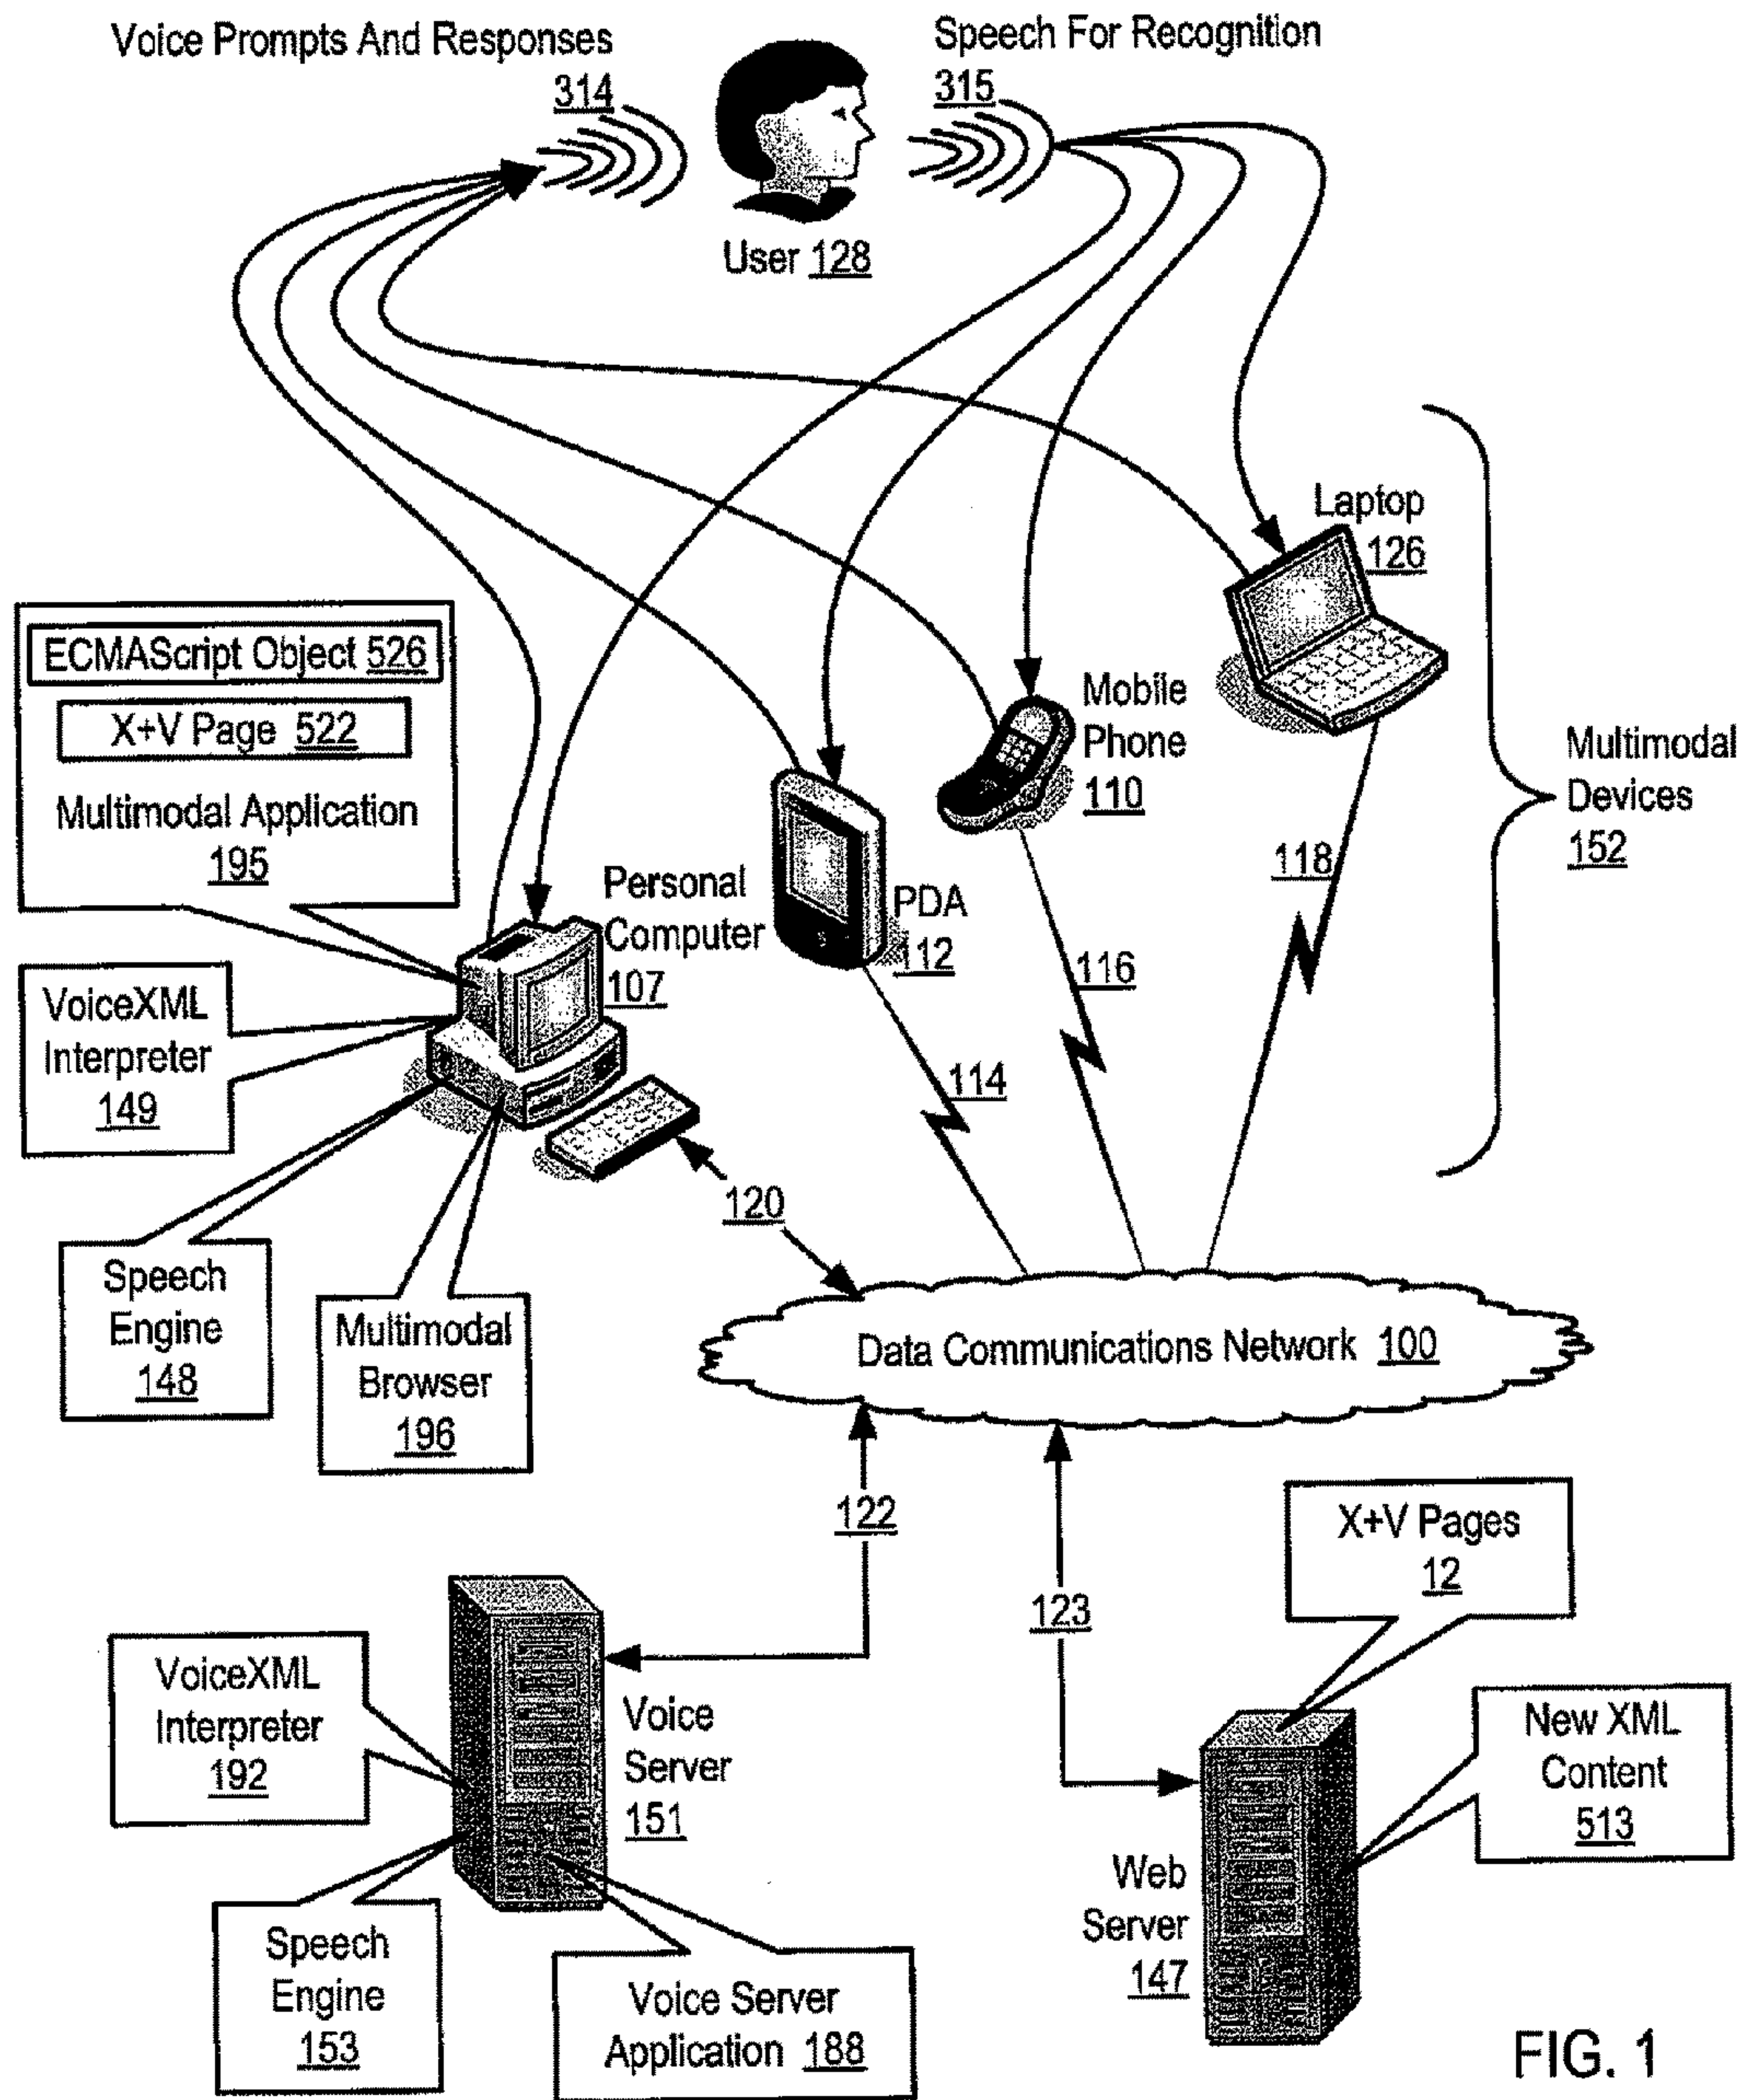 Voice Prompts And Responses
314
Speech For Recognition
315
User 128
Laptop
126
ECMAScript Object 526
X+V Page 522
Multimodal Application
195
Mobile
Phone
110
Multimodal
Devices
152
118
Personal
Computer
107
PDA
112
116
VoiceXML
Interpreter
149
114
120
Speech
Engine
148
Multimodal
Browser
196
Data Communications Network 100
122
X+V Pages
12
123
VoiceXML
Interpreter
192
Voice
Server
151
New XML
Content
513
Speech
Engine
153
Voice Server
Application 188
Web
Server
147
FIG. 1